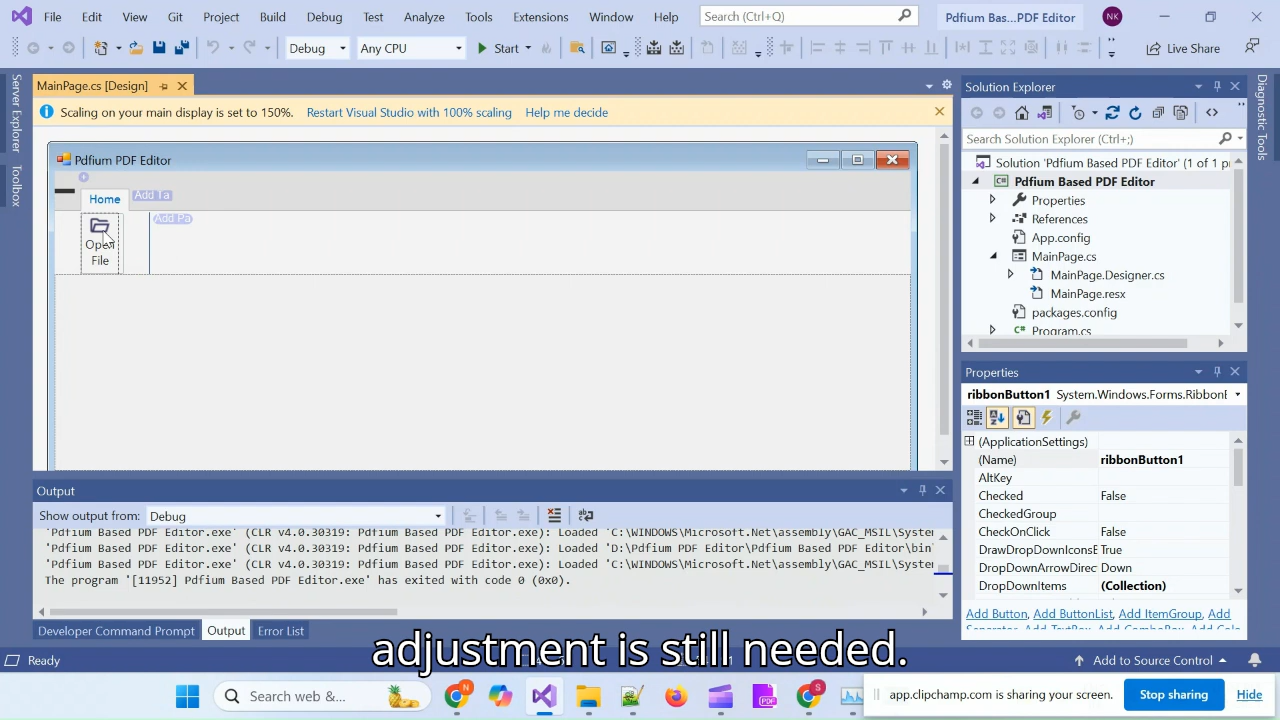 File Edit View Git Project Build Debug Test Analyze Tools Extensions Window Help Search (Ctrl+Q) Pdfium Bas...PDF Editor NK
Debug Any CPU Start Live Share
Server Explorer
Toolbox
MainPage.cs [Design]
Scaling on your main display is set to 150%. Restart Visual Studio with 100% scaling Help me decide
Pdfium PDF Editor
Home Add Ta
Add Pa
Open
File
Output
Show output from: Debug
'Pdfium Based PDF Editor.exe' (CLR v4.0.30319: Pdfium Based PDF Editor.exe): Loaded 'C:\WINDOWS\Microsoft.Net\assembly\GAC_MSIL\System
'Pdfium Based PDF Editor.exe' (CLR v4.0.30319: Pdfium Based PDF Editor.exe): Loaded 'D:\Pdfium PDF Editor\Pdfium Based PDF Editor\bin'
'Pdfium Based PDF Editor.exe' (CLR v4.0.30319: Pdfium Based PDF Editor.exe): Loaded 'C:\WINDOWS\Microsoft.Net\assembly\GAC_MSIL\System
The program '[11952] Pdfium Based PDF Editor.exe' has exited with code 0 (0x0).
Developer Command Prompt Output Error List
Solution Explorer
Search Solution Explorer (Ctrl+;)
Solution 'Pdfium Based PDF Editor' (1 of 1 p
Pdfium Based PDF Editor
Properties
References
App.config
MainPage.cs
MainPage.Designer.cs
MainPage.resx
packages.config
Program.cs
Properties
ribbonButton1 System.Windows.Forms.RibbonE
(ApplicationSettings)
(Name) ribbonButton1
AltKey
Checked False
CheckedGroup
CheckOnClick False
DrawDropDownIconsE True
DropDownArrowDirec Down
DropDownItems (Collection)
Add Button, Add ButtonList, Add ItemGroup, Add
Diagnostic Tools
adjustment is still needed.
Ready Add to Source Control
Search web &...
app.clipchamp.com is sharing your screen. Stop sharing Hide